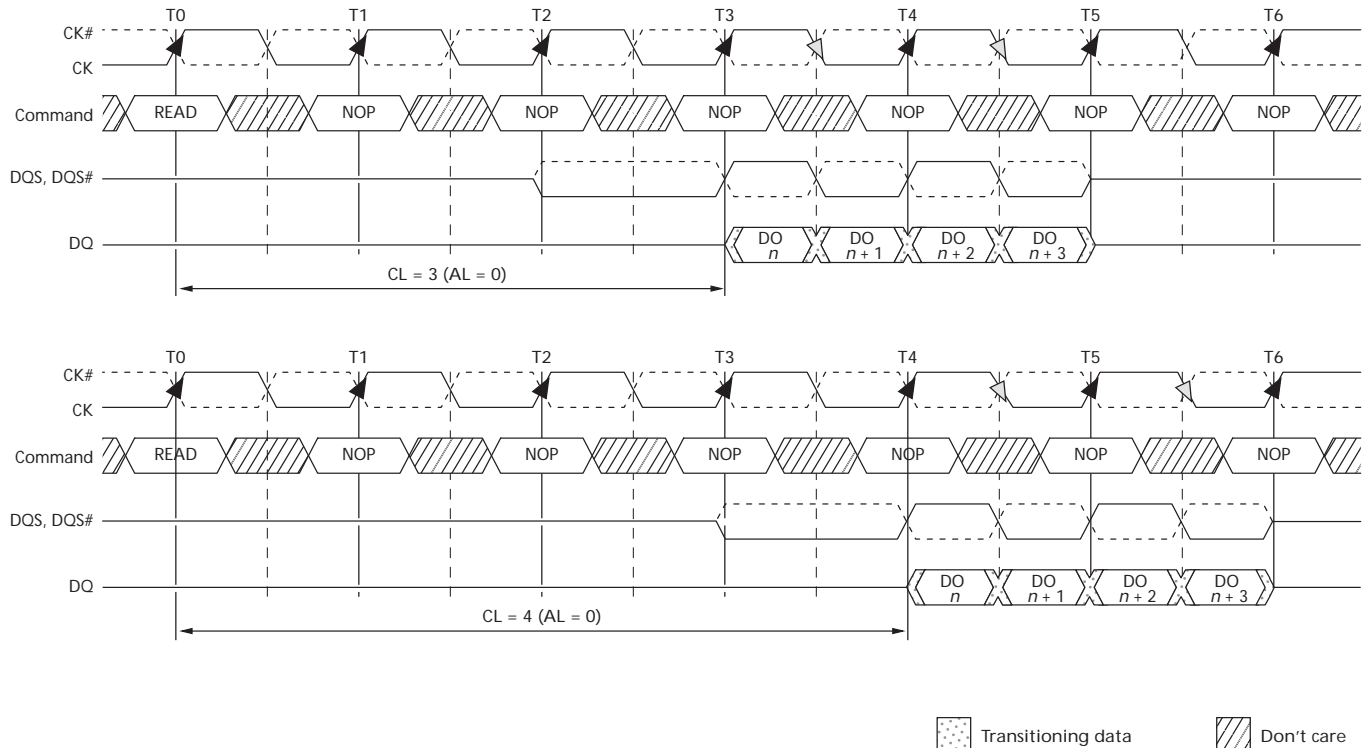 T0 T1 T2 T3 T4 T5 T6
CK#
CK
Command READ NOP NOP NOP NOP NOP NOP
DQS, DQS#
DQ DO n DO n + 1 DO n + 2 DO n + 3
CL = 3 (AL = 0)
T0 T1 T2 T3 T4 T5 T6
CK#
CK
Command READ NOP NOP NOP NOP NOP NOP
DQS, DQS#
DQ DO n DO n + 1 DO n + 2 DO n + 3
CL = 4 (AL = 0)
Transitioning data Don't care